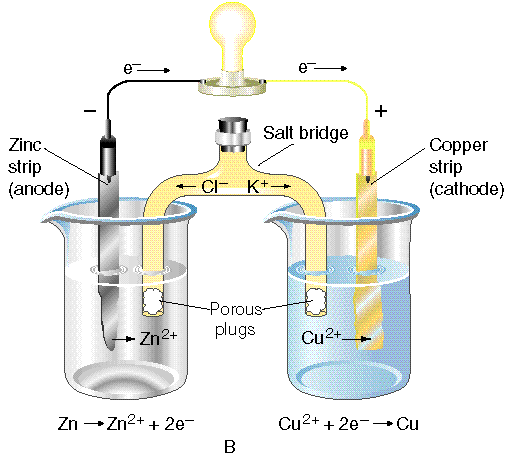 e⁻ → e⁻ →
− +
Zinc
strip
(anode)
Salt bridge
Copper
strip
(cathode)
Cl⁻ K⁺
Porous
plugs
→ Zn²⁺
Cu²⁺ →
Zn → Zn²⁺ + 2e⁻
Cu²⁺ + 2e⁻ → Cu
B